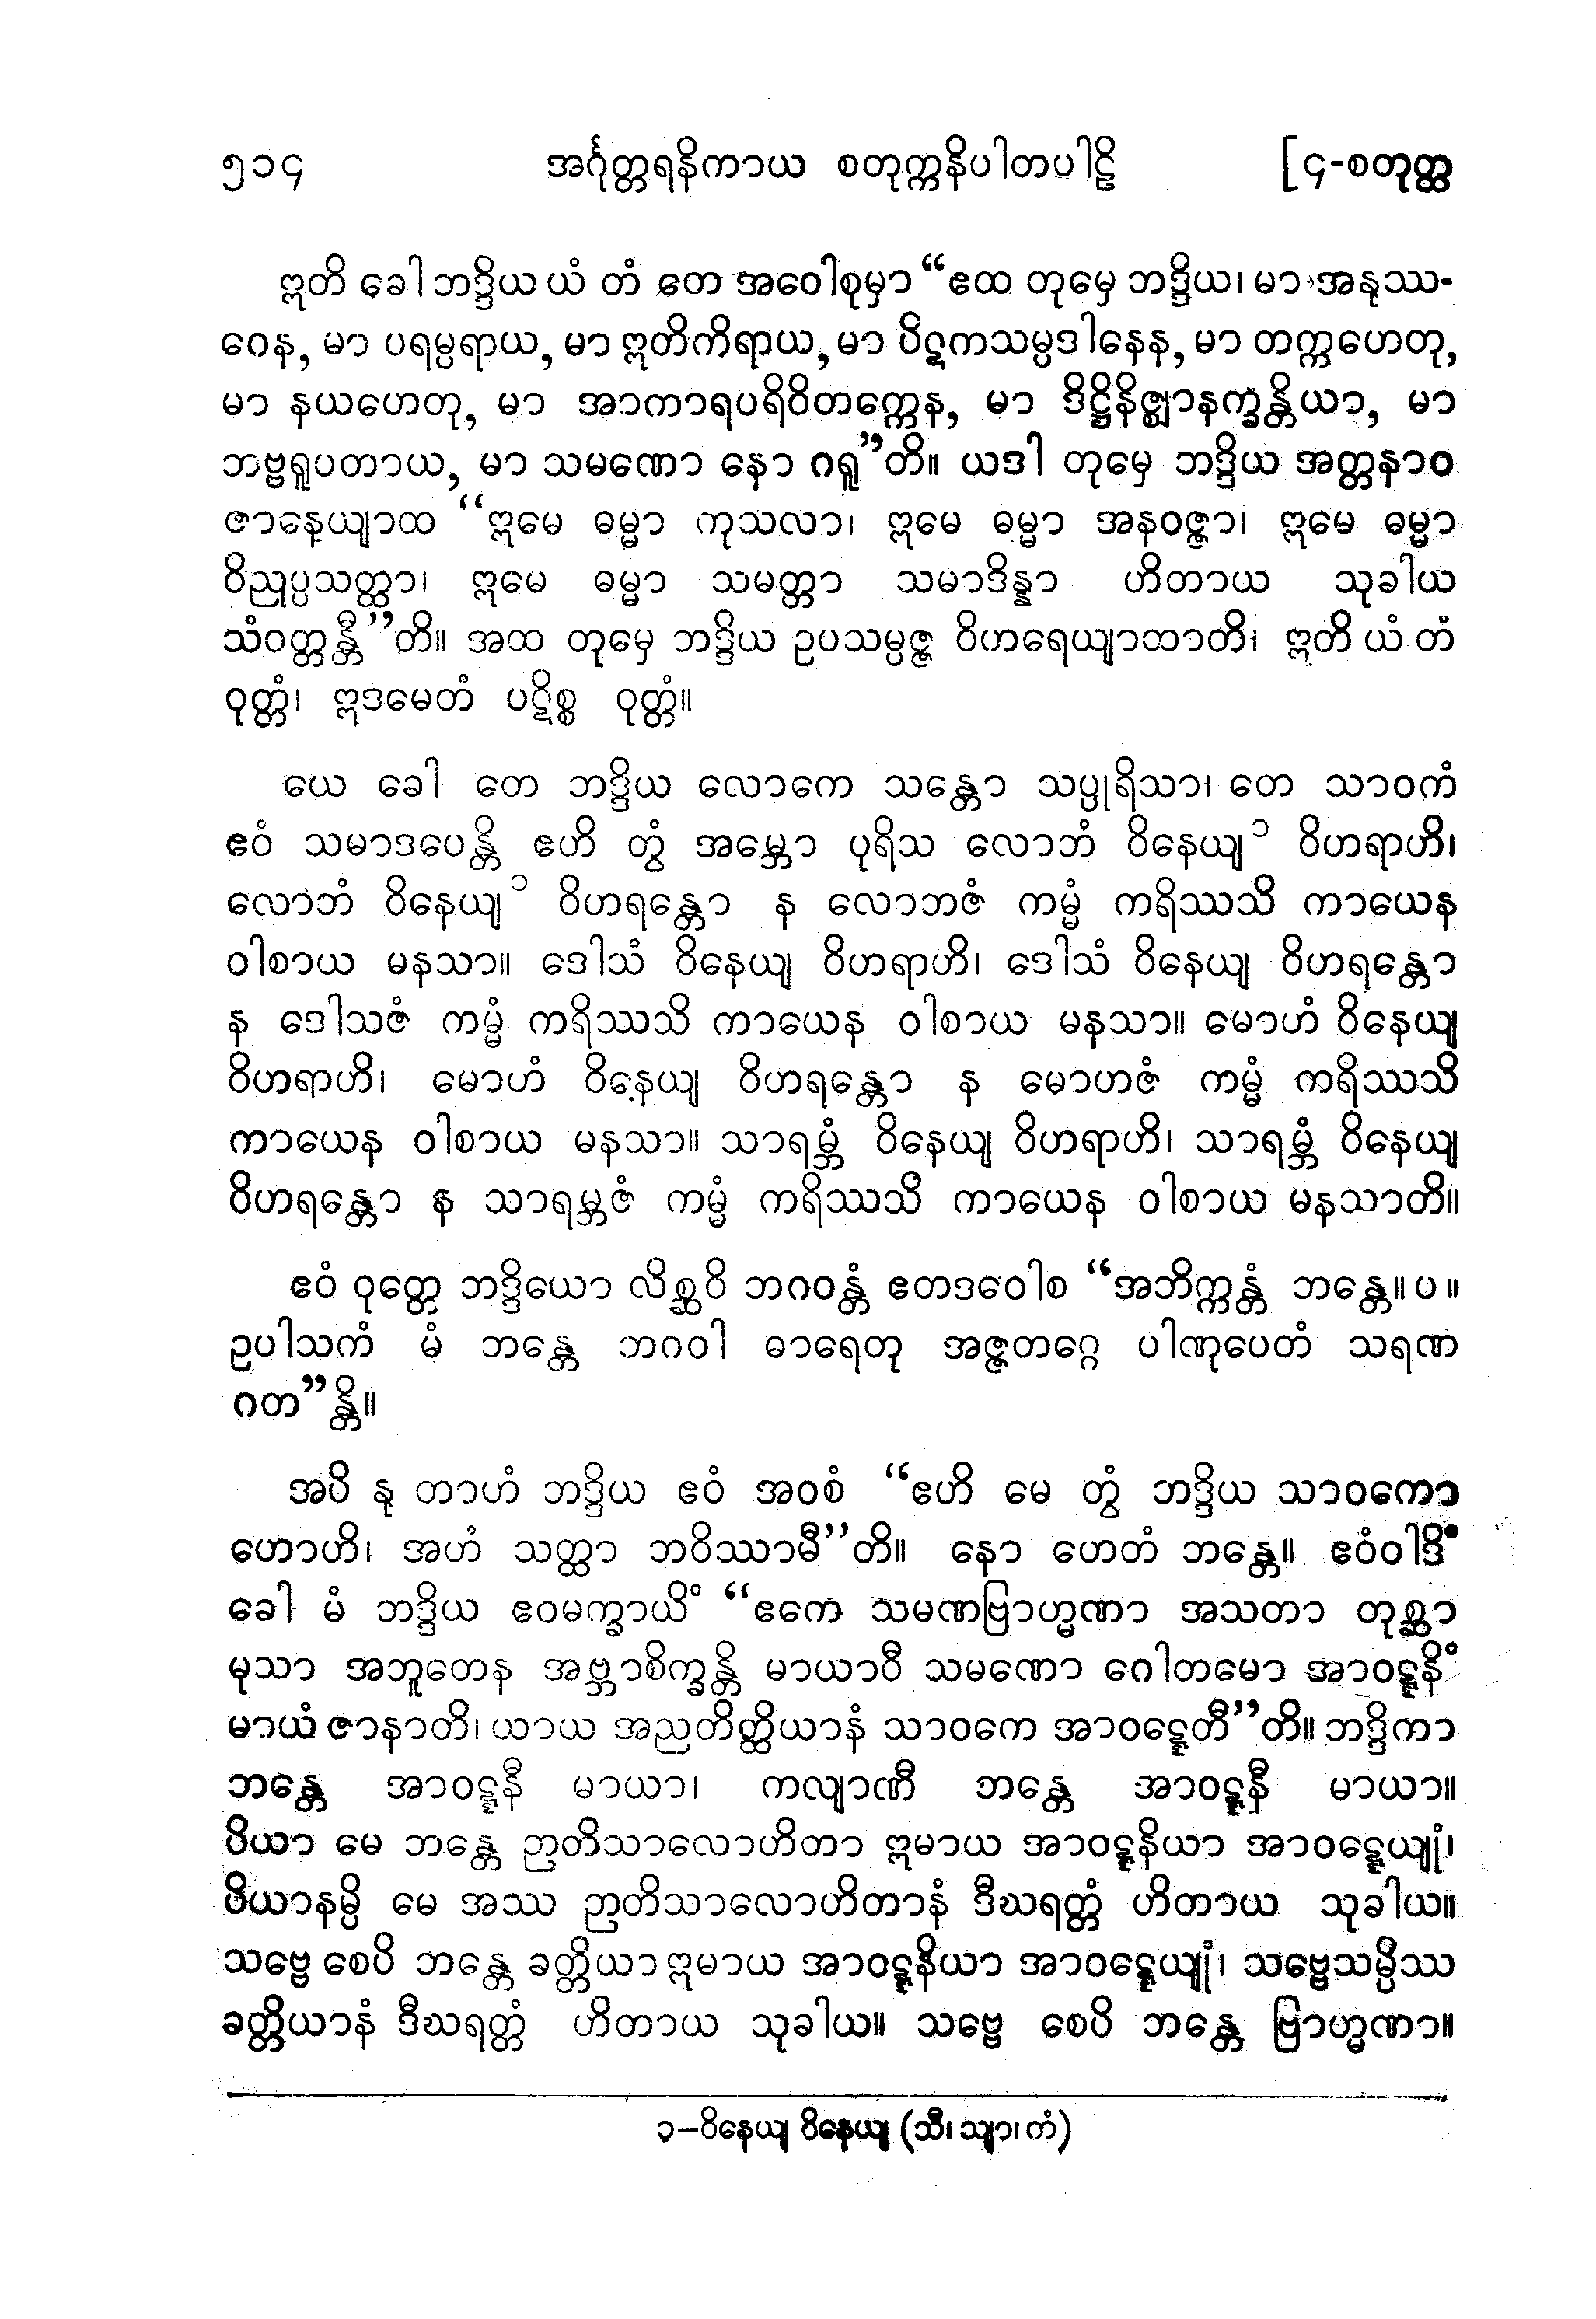 ၅၁၄ အင်္ဂုတ္တရနိကာယ စတုက္ကနိပါတပါဠိ [၄-စတုတ္ထ
ဣတိ ခေါ ဘဒ္ဒိယ ယံ တံ တေ အဝေါစုမှာ “ဧထ တုမှေ ဘဒ္ဒိယ၊ မာ အနုဿ-
ဝေန, မာ ပရမ္ပရာယ, မာ ဣတိကိရာယ, မာ ပိဋကသမ္ပဒါနေန, မာ တက္ကဟေတု,
မာ နယဟေတု, မာ အာကာရပရိဝိတက္ကေန, မာ ဒိဋ္ဌိနိဇ္ဈာနက္ခန္တိယာ, မာ
ဘဗ္ဗရူပတာယ, မာ သမဏော နော ဂရူ”တိ။ ယဒါ တုမှေ ဘဒ္ဒိယ အတ္တနာဝ
ဇာနေယျာထ “ဣမေ ဓမ္မာ ကုသလာ၊ ဣမေ ဓမ္မာ အနဝဇ္ဇာ၊ ဣမေ ဓမ္မာ
ဝိညုပ္ပသတ္ထာ၊ ဣမေ ဓမ္မာ သမတ္တာ သမာဒိန္နာ ဟိတာယ သုခါယ
သံဝတ္တန္တီ”တိ။ အထ တုမှေ ဘဒ္ဒိယ ဥပသမ္ပဇ္ဇ ဝိဟရေယျာထာတိ၊ ဣတိ ယံ တံ
ဝုတ္တံ၊ ဣဒမေတံ ပဋိစ္စ ဝုတ္တံ။
ယေ ခေါ တေ ဘဒ္ဒိယ လောကေ သန္တော သပ္ပုရိသာ၊ တေ သာဝကံ
ဧဝံ သမာဒပေန္တိ ဧဟိ တွံ အမ္ဘော ပုရိသ လောဘံ ဝိနေယျ ၁ ဝိဟရာဟိ၊
လောဘံ ဝိနေယျ ၁ ဝိဟရန္တော န လောဘဇံ ကမ္မံ ကရိဿသိ ကာယေန
ဝါစာယ မနသာ။ ဒေါသံ ဝိနေယျ ဝိဟရာဟိ၊ ဒေါသံ ဝိနေယျ ဝိဟရန္တော
န ဒေါသဇံ ကမ္မံ ကရိဿသိ ကာယေန ဝါစာယ မနသာ။ မောဟံ ဝိနေယျ
ဝိဟရာဟိ၊ မောဟံ ဝိနေယျ ဝိဟရန္တော န မောဟဇံ ကမ္မံ ကရိဿသိ
ကာယေန ဝါစာယ မနသာ။ သာရမ္ဘံ ဝိနေယျ ဝိဟရာဟိ၊ သာရမ္ဘံ ဝိနေယျ
ဝိဟရန္တော န သာရမ္ဘဇံ ကမ္မံ ကရိဿသိ ကာယေန ဝါစာယ မနသာတိ။
ဧဝံ ဝုတ္တေ ဘဒ္ဒိယော လိစ္ဆဝိ ဘဂဝန္တံ ဧတဒဝေါစ “အဘိက္ကန္တံ ဘန္တေ။ပ။
ဥပါသကံ မံ ဘန္တေ ဘဂဝါ ဓာရေတု အဇ္ဇတဂ္ဂေ ပါဏုပေတံ သရဏ
ဂတ”န္တိ။
အပိ နု တာဟံ ဘဒ္ဒိယ ဧဝံ အဝစံ “ဧဟိ မေ တွံ ဘဒ္ဒိယ သာဝကော
ဟောဟိ၊ အဟံ သတ္ထာ ဘဝိဿာမီ”တိ။ နော ဟေတံ ဘန္တေ။ ဧဝံဝါဒိံ
ခေါ မံ ဘဒ္ဒိယ ဧဝမက္ခာယိံ “ဧကေ သမဏဗြာဟ္မဏာ အသတာ တုစ္ဆာ
မုသာ အဘူတေန အဗ္ဘာစိက္ခန္တိ မာယာဝီ သမဏော ဂေါတမော အာဝဋ္ဋနိံ
မာယံ ဇာနာတိ၊ ယာယ အညတိတ္ထိယာနံ သာဝကေ အာဝဋ္ဋေတီ”တိ။ ဘဒ္ဒိကာ
ဘန္တေ အာဝဋ္ဋနီ မာယာ၊ ကလျာဏီ ဘန္တေ အာဝဋ္ဋနီ မာယာ။
ပိယာ မေ ဘန္တေ ဉာတိသာလောဟိတာ ဣမာယ အာဝဋ္ဋနိယာ အာဝဋ္ဋေယျုံ၊
ပိယာနမ္ပိ မေ အဿ ဉာတိသာလောဟိတာနံ ဒီဃရတ္တံ ဟိတာယ သုခါယ။
သဗ္ဗေ စေပိ ဘန္တေ ခတ္တိယာ ဣမာယ အာဝဋ္ဋနိယာ အာဝဋ္ဋေယျုံ၊ သဗ္ဗေသမ္ပိဿ
ခတ္တိယာနံ ဒီဃရတ္တံ ဟိတာယ သုခါယ။ သဗ္ဗေ စေပိ ဘန္တေ ဗြာဟ္မဏာ။
၁–ဝိနေယျ ဝိနေယျ (သီ၊ သျာ၊ ကံ)